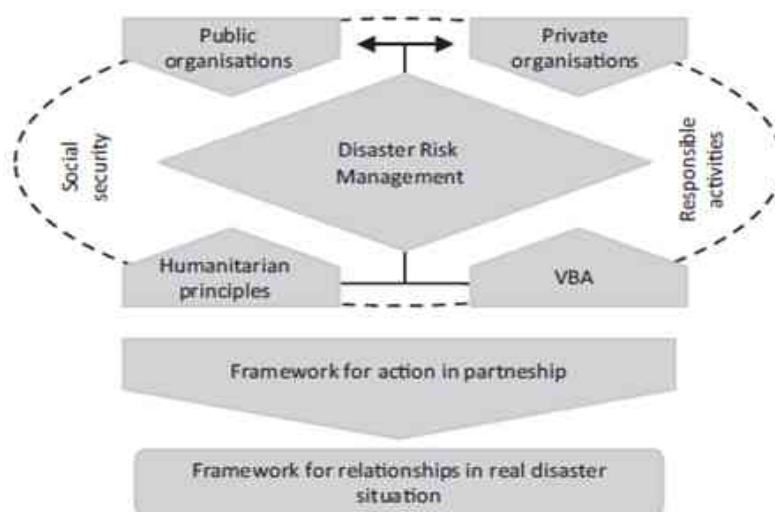 Public
organisations
Private
organisations
Social
security
Disaster Risk
Management
Responsible
activities
Humanitarian
principles
VBA
Framework for action in partneship
Framework for relationships in real disaster
situation